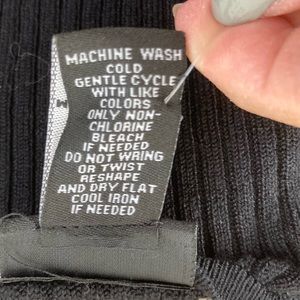 MACHINE WASH
COLD
GENTLE CYCLE
WITH LIKE
COLORS
ONLY NON-
CHLORINE
BLEACH
IF NEEDED
DO NOT WRING
OR TWIST
RESHAPE
AND DRY FLAT
COOL IRON
IF NEEDED